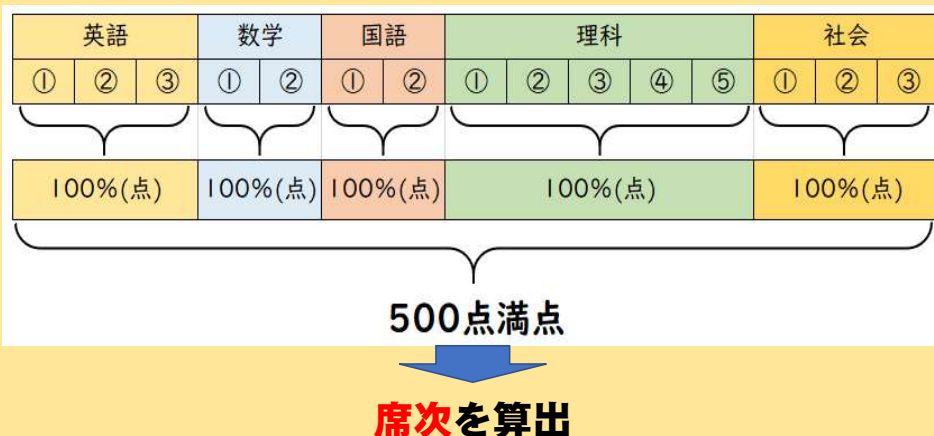 英語 数学 国語 理科 社会
① ② ③ ① ② ① ② ① ② ③ ④ ⑤ ① ② ③
100%(点) 100%(点) 100%(点) 100%(点) 100%(点)
500点満点
席次を算出